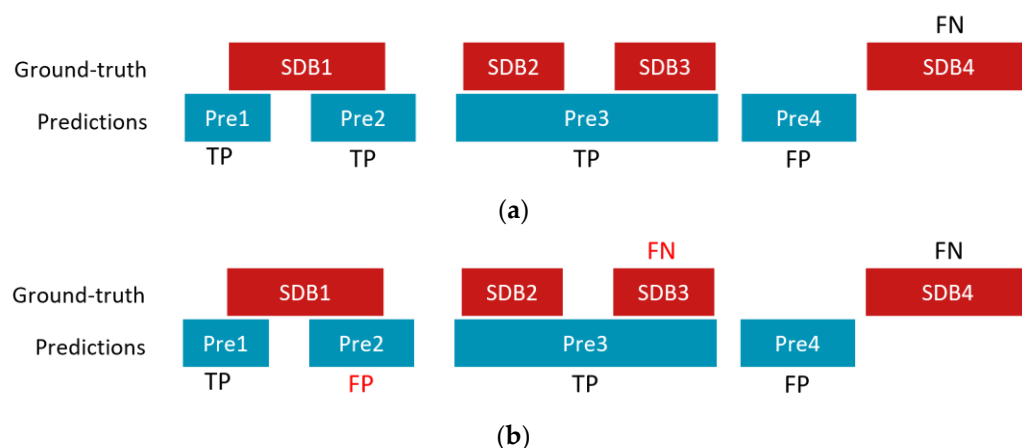 FN
Ground-truth SDB1 SDB2 SDB3 SDB4
Predictions Pre1 Pre2 Pre3 Pre4
TP TP TP FP
(a)
FN FN
Ground-truth SDB1 SDB2 SDB3 SDB4
Predictions Pre1 Pre2 Pre3 Pre4
TP FP TP FP
(b)